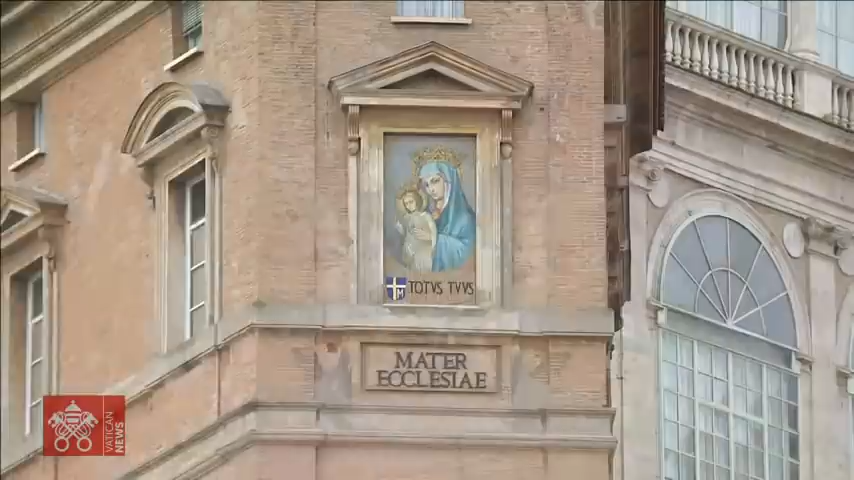 TOTVS TVVS
MATER
ECCLESIAE
VATICAN
NEWS